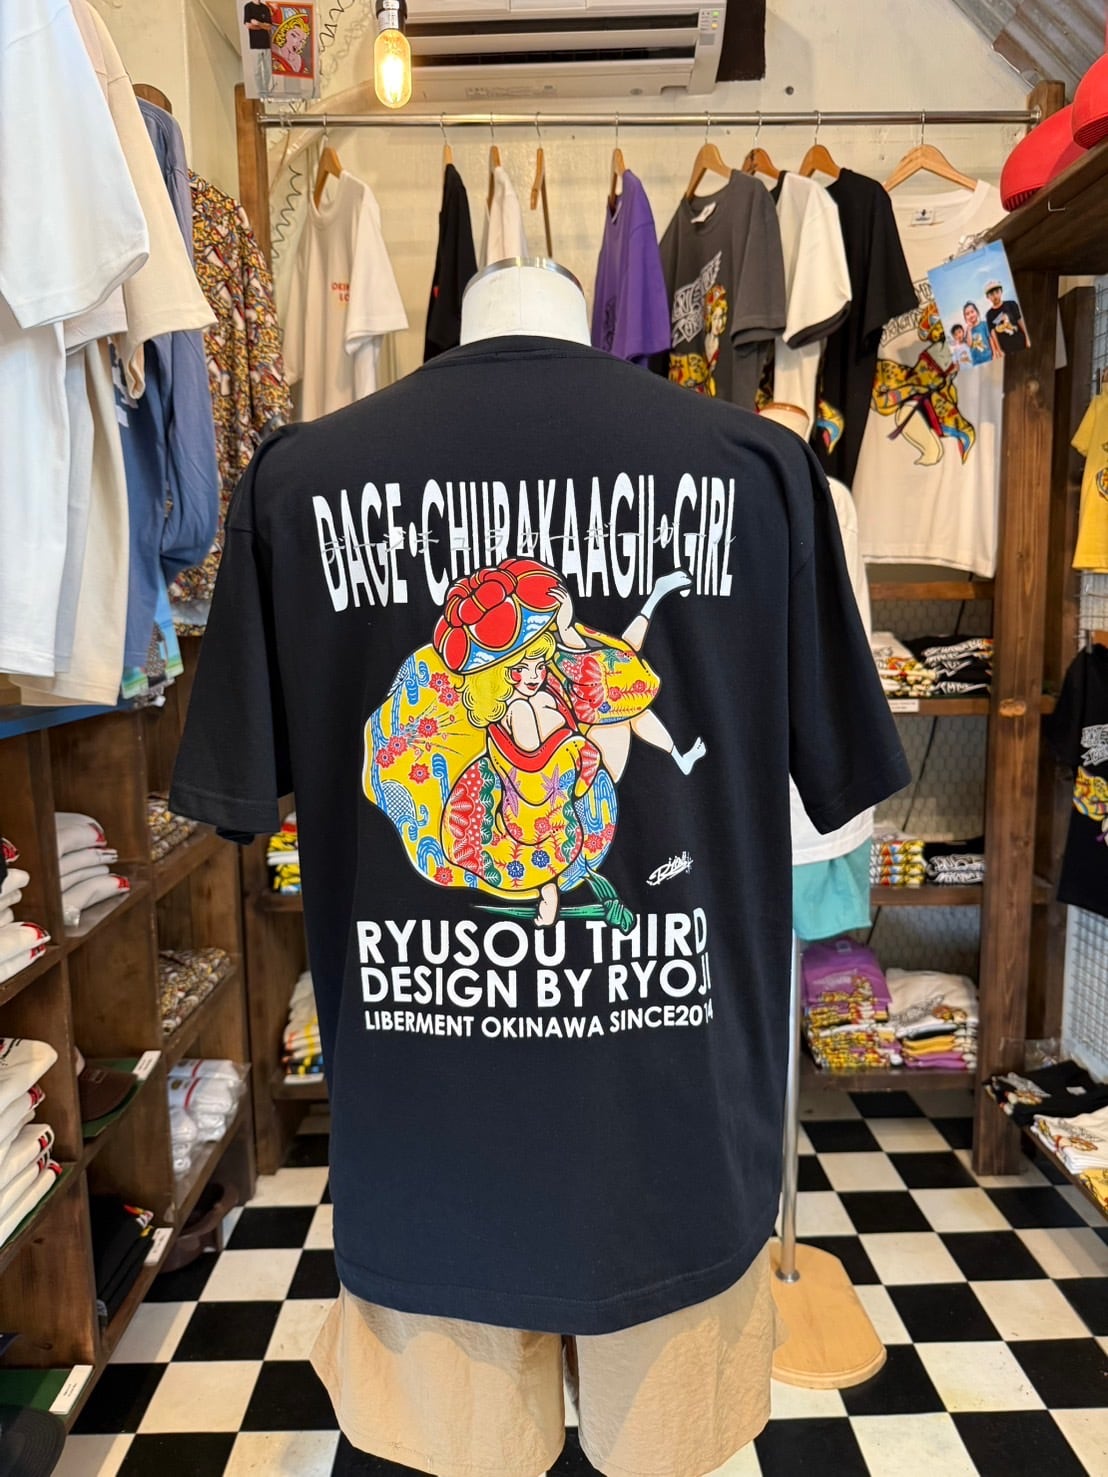 DAGE・CHURAKAAGII・GIRL
RYUSOU THIRD
DESIGN BY RYOJI
LIBERMENT OKINAWA SINCE2014